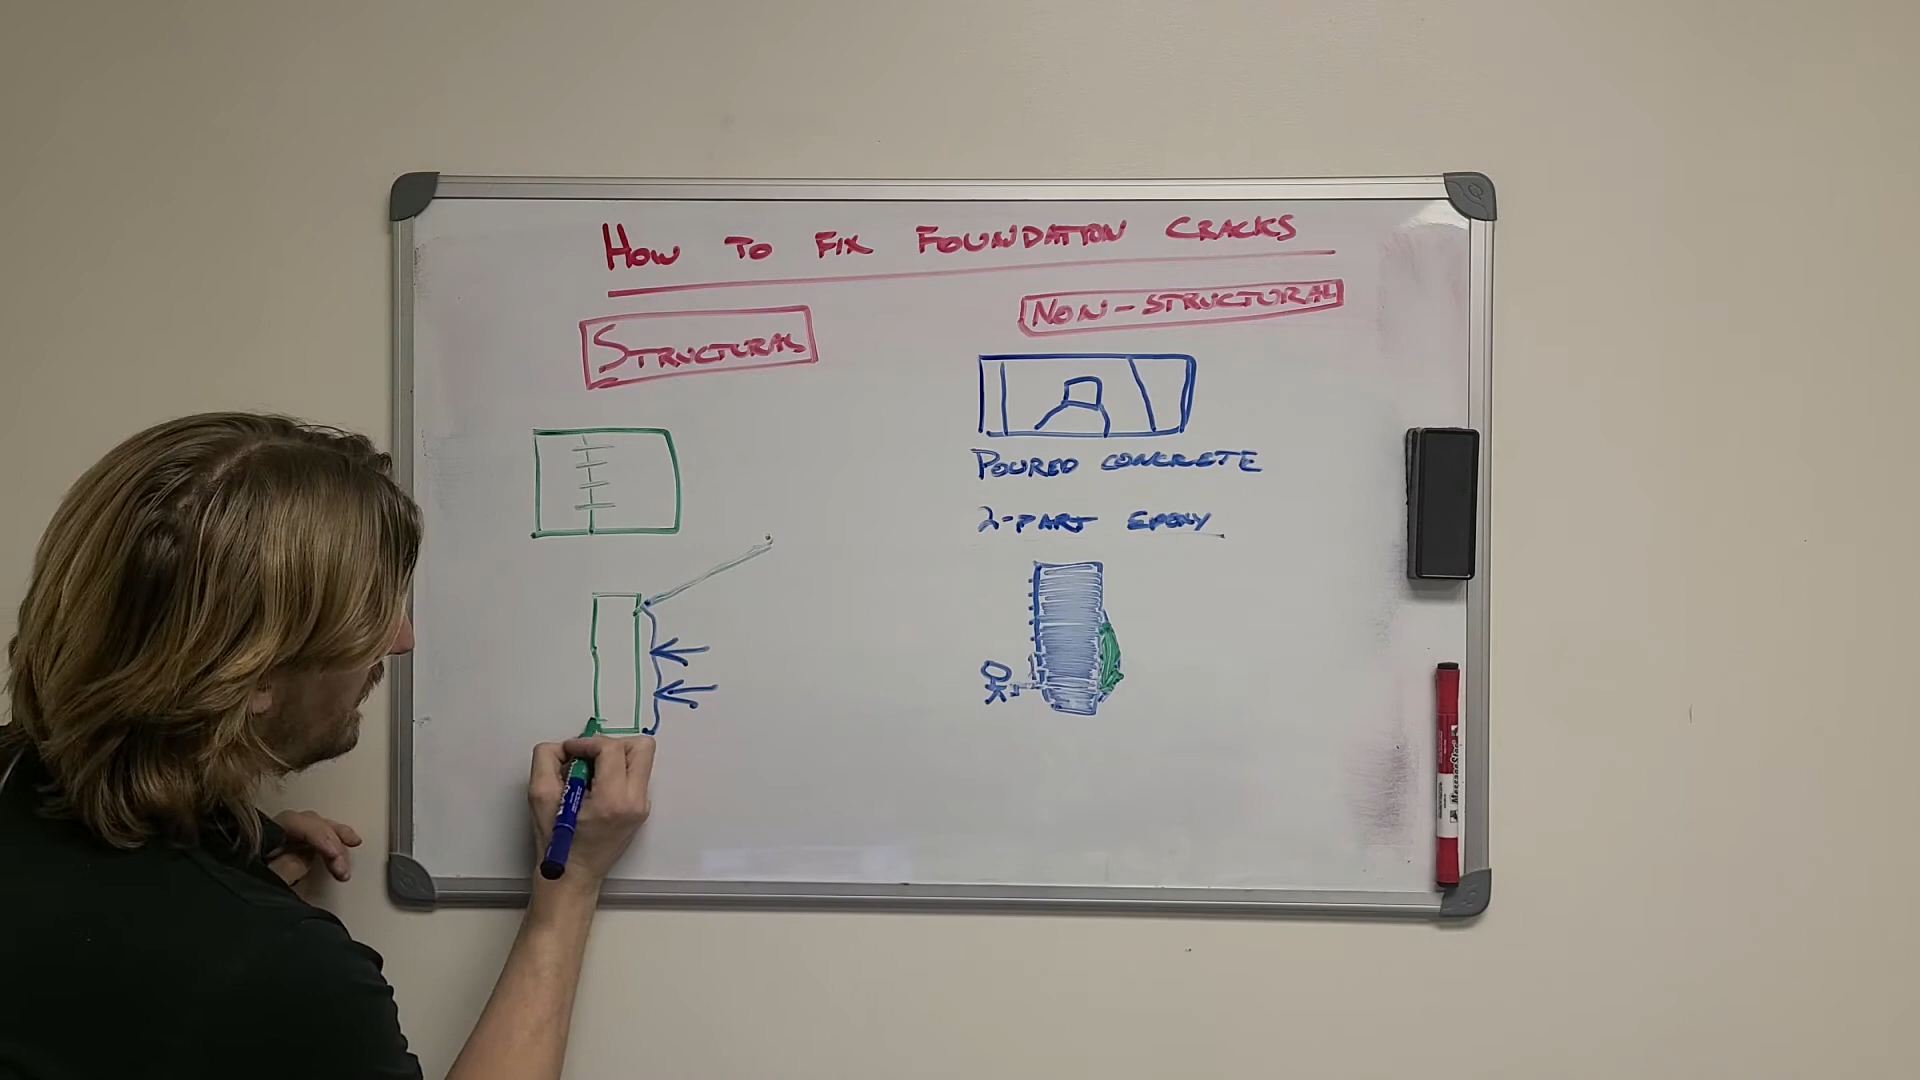 HOW TO FIX FOUNDATION CRACKS
STRUCTURAL
NON-STRUCTURAL
POURED CONCRETE
2-PART EPOXY